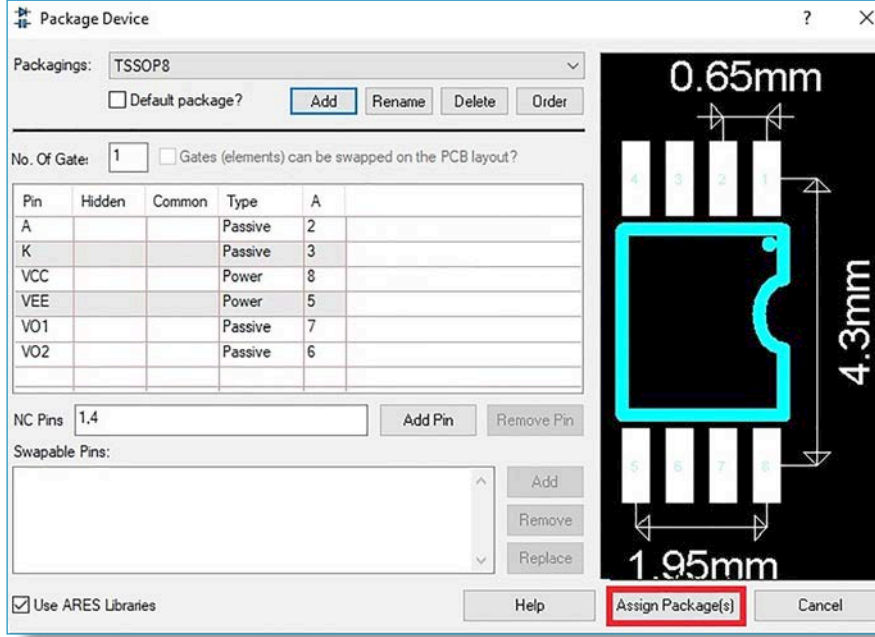 Package Device ? X
Packagings: TSSOP8
Default package? Add Rename Delete Order
No. Of Gate: 1 Gates (elements) can be swapped on the PCB layout?
Pin Hidden Common Type A
A Passive 2
K Passive 3
VCC Power 8
VEE Power 5
VO1 Passive 7
VO2 Passive 6
NC Pins 1,4 Add Pin Remove Pin
Swapable Pins:
Add
Remove
Replace
Use ARES Libraries Help Assign Package(s) Cancel
0.65mm
4 3 2 1
4.3mm
5 6 7 8
1.95mm